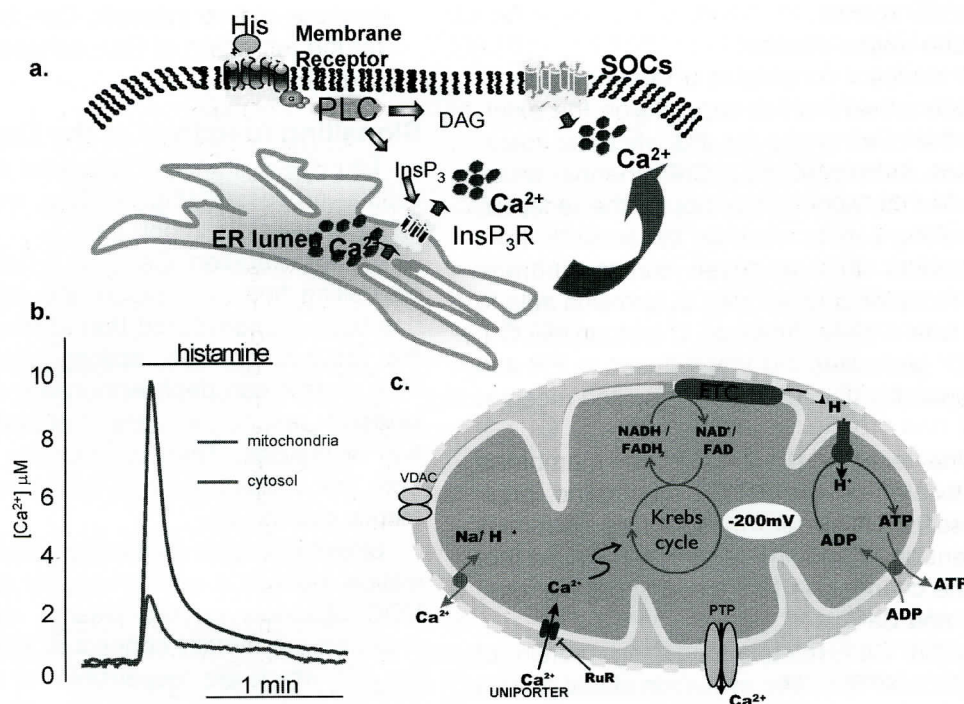 a.
His
Membrane
Receptor
SOCs
PLC
DAG
Ca²⁺
InsP₃
Ca²⁺
InsP₃R
ER lumen
Ca²⁺
b.
histamine
10
8
6
4
2
0
[Ca²⁺] μM
mitochondria
cytosol
1 min
c.
ETC
H⁺
NADH /
FADH₂
NAD⁺/
FAD
H⁺
VDAC
Na/ H⁺
Krebs
cycle
-200mV
ATP
ADP
ATP
ADP
Ca²⁺
Ca²⁺
PTP
Ca²⁺
UNIPORTER
RuR
Ca²⁺